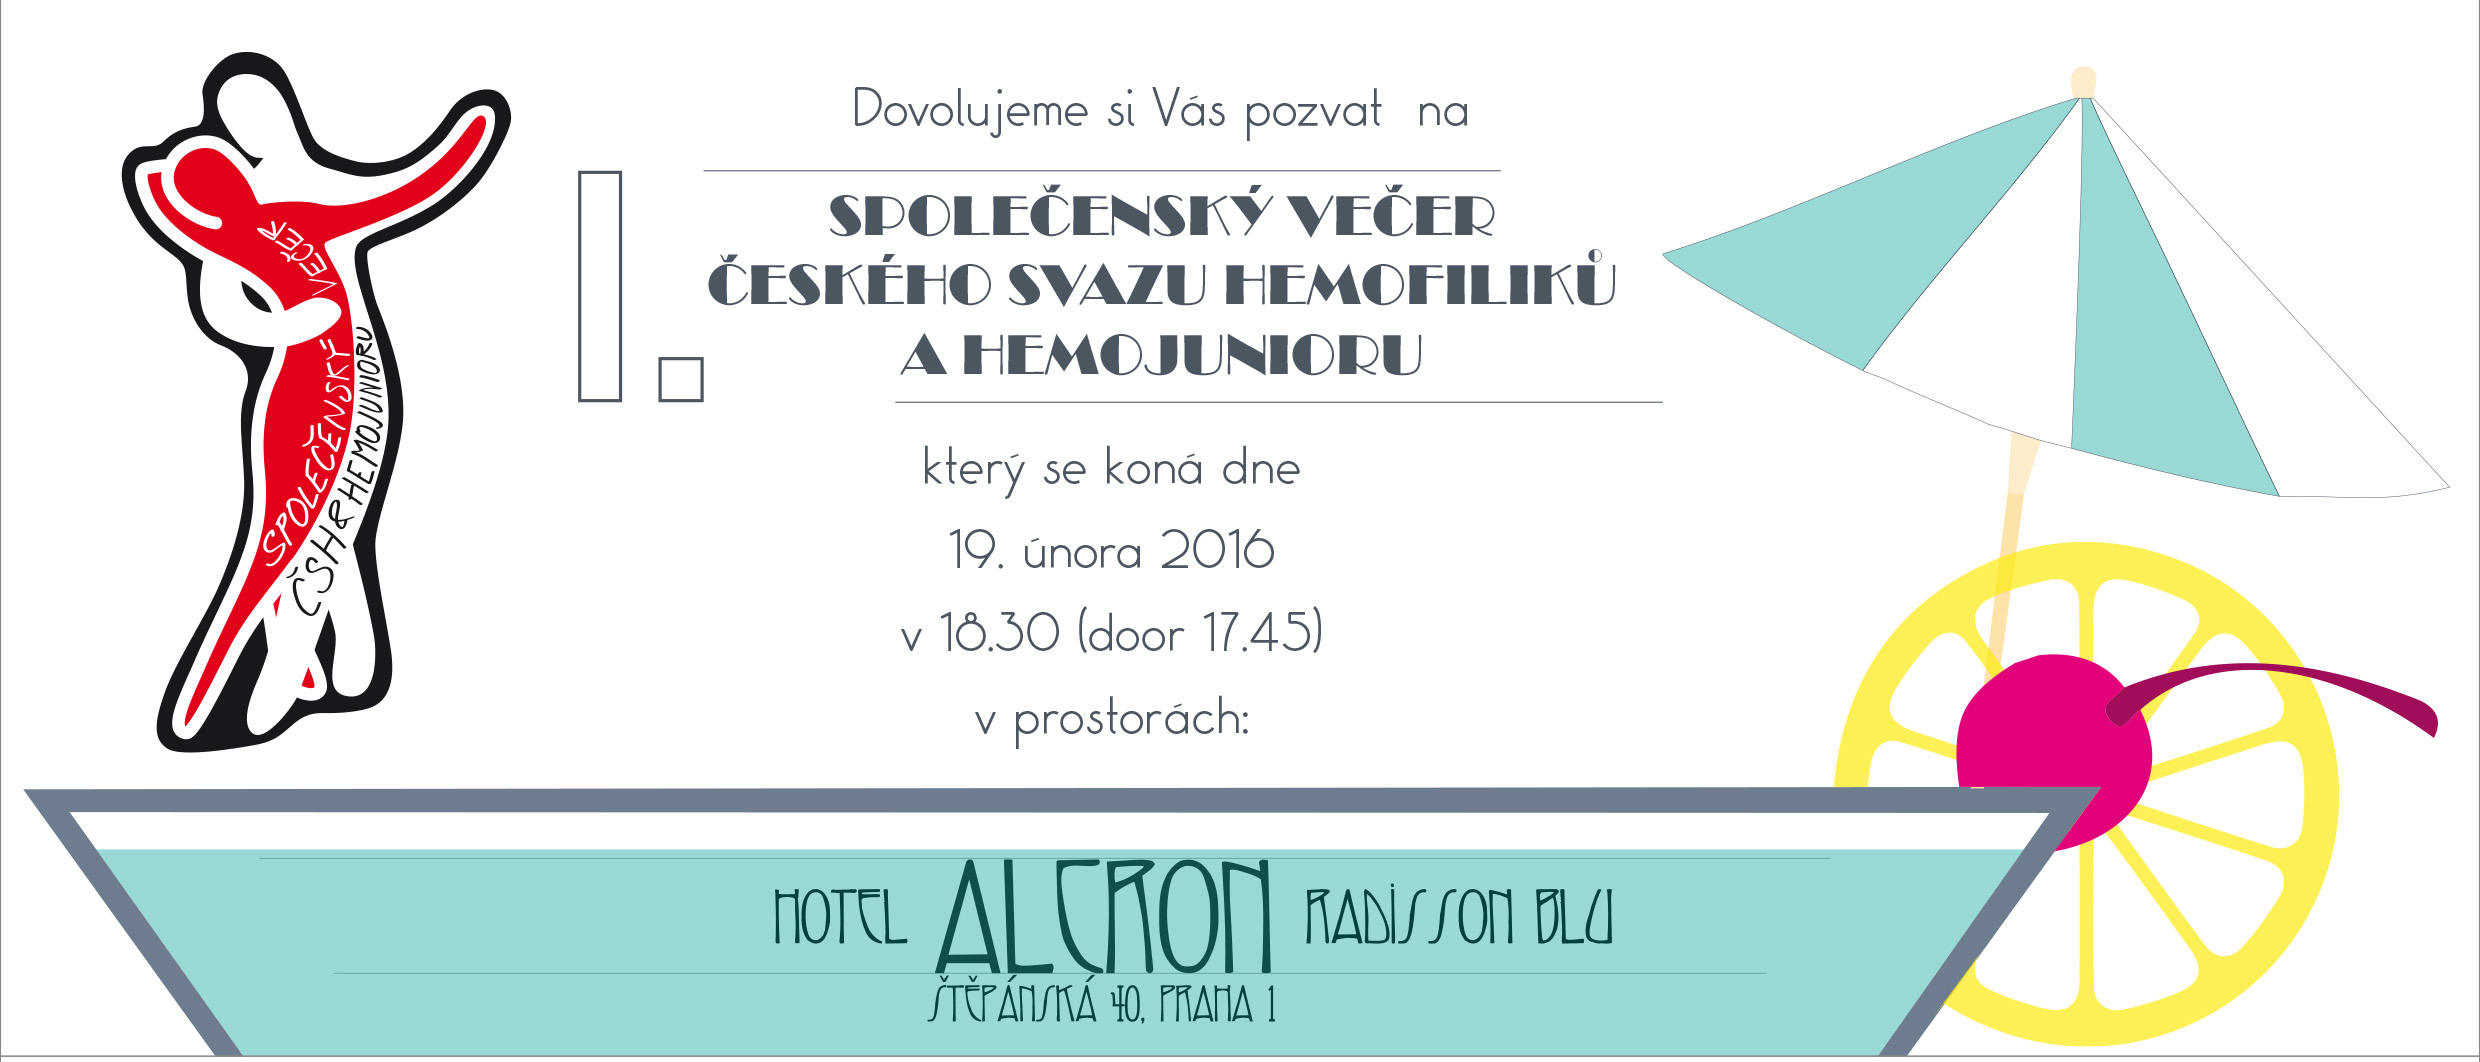 Dovolujeme si Vás pozvat na
I.
SPOLEČENSKÝ VEČER
ČESKÉHO SVAZU HEMOFILIKŮ
A HEMOJUNIORU
který se koná dne
19. února 2016
v 18.30 (door 17.45)
v prostorách:
HOTEL ALCRON RADISSON BLU
ŠTĚPÁNSKÁ 40, PRAHA 1
SPOLEČENSKÝ VEČER
ČSH & HEMOJUNIORU